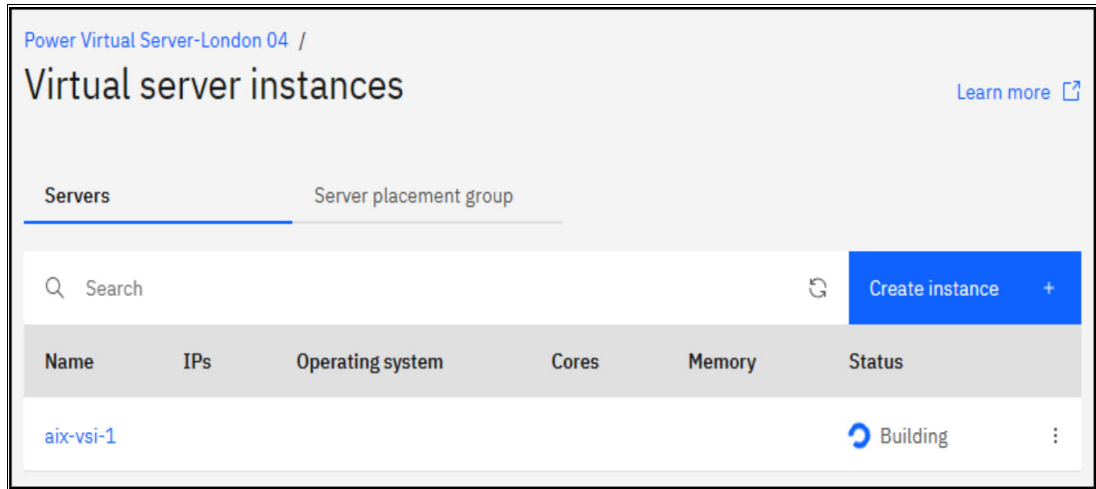 Power Virtual Server-London 04 /
Virtual server instances
Learn more
Servers Server placement group
Search Create instance +
Name IPs Operating system Cores Memory Status
aix-vsi-1 Building